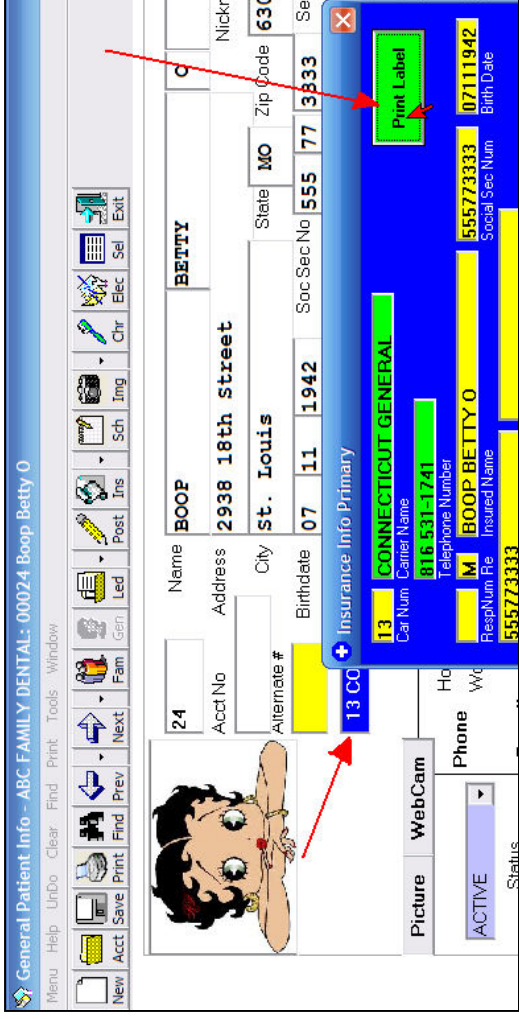 General Patient Info - ABC FAMILY DENTAL: 00024 Boop Betty O
Menu Help UnDo Clear Find Print Tools Window
New Acct Save Print Find Prev Next Fam Gen Led Post Ins Sch Img Chr Elec Sel Exit
24 Name BOOP BETTY O
Acct No Address 2938 18th Street Nickr
City St. Louis State MO Zip Code 630
Alternate # Birthdate 07 11 1942 Soc Sec No 555 77 3333 Se
13 CO
Insurance Info Primary
13 CONNECTICUT GENERAL Print Label
Car Num Carrier Name
816 531-1741
Telephone Number
M BOOP BETTY O 555773333 07111942
RespNum Re Insured Name Social Sec Num Birth Date
555773333
Picture WebCam Ho
Phone Wo
ACTIVE
Status